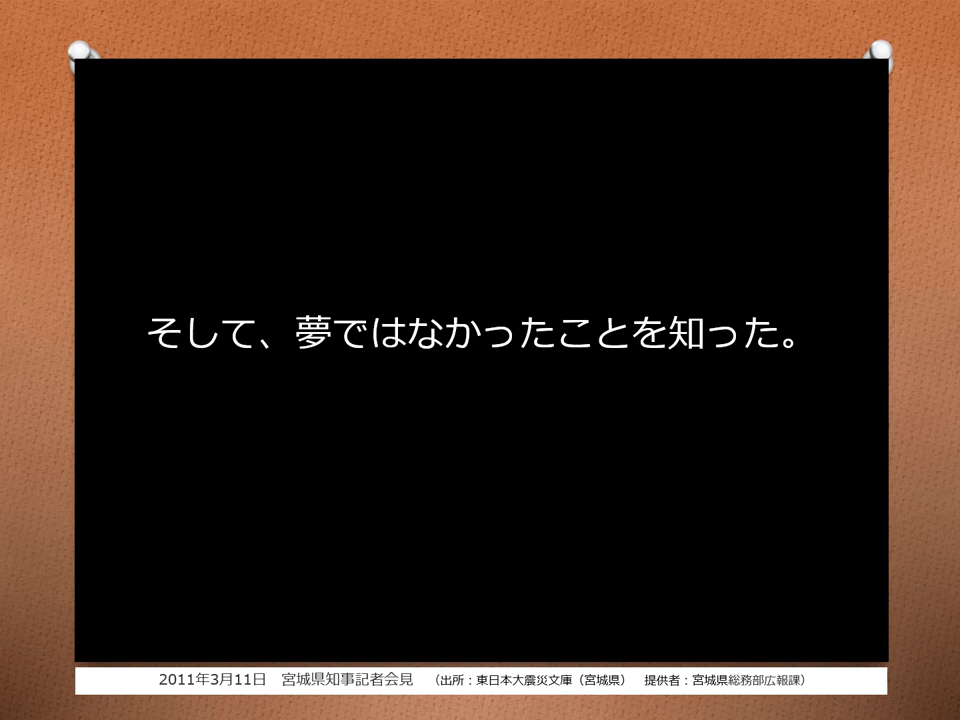 そして、夢ではなかったことを知った。
2011年3月11日　宮城県知事記者会見　（出所：東日本大震災文庫（宮城県）　提供者：宮城県総務部広報課）